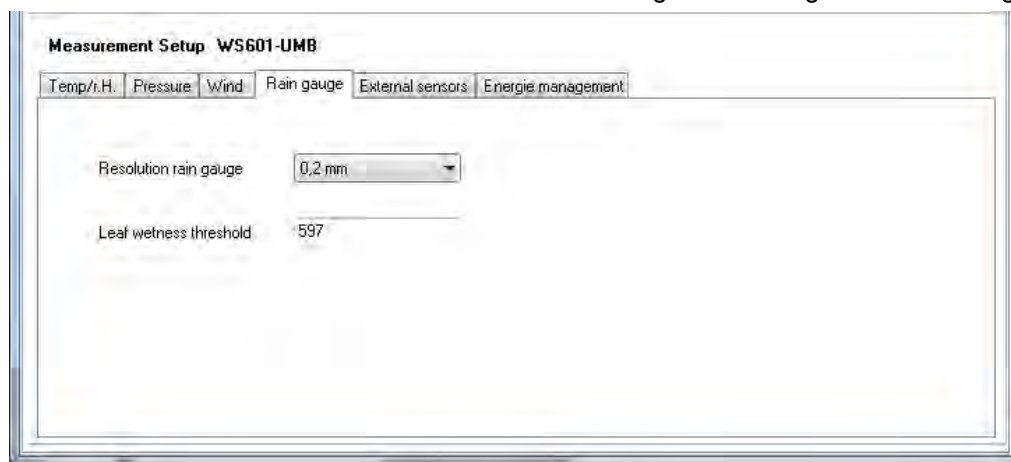 Measurement Setup WS601-UMB
Temp/r.H. Pressure Wind Rain gauge External sensors Energie management
Resolution rain gauge 0,2 mm
Leaf wetness threshold 597